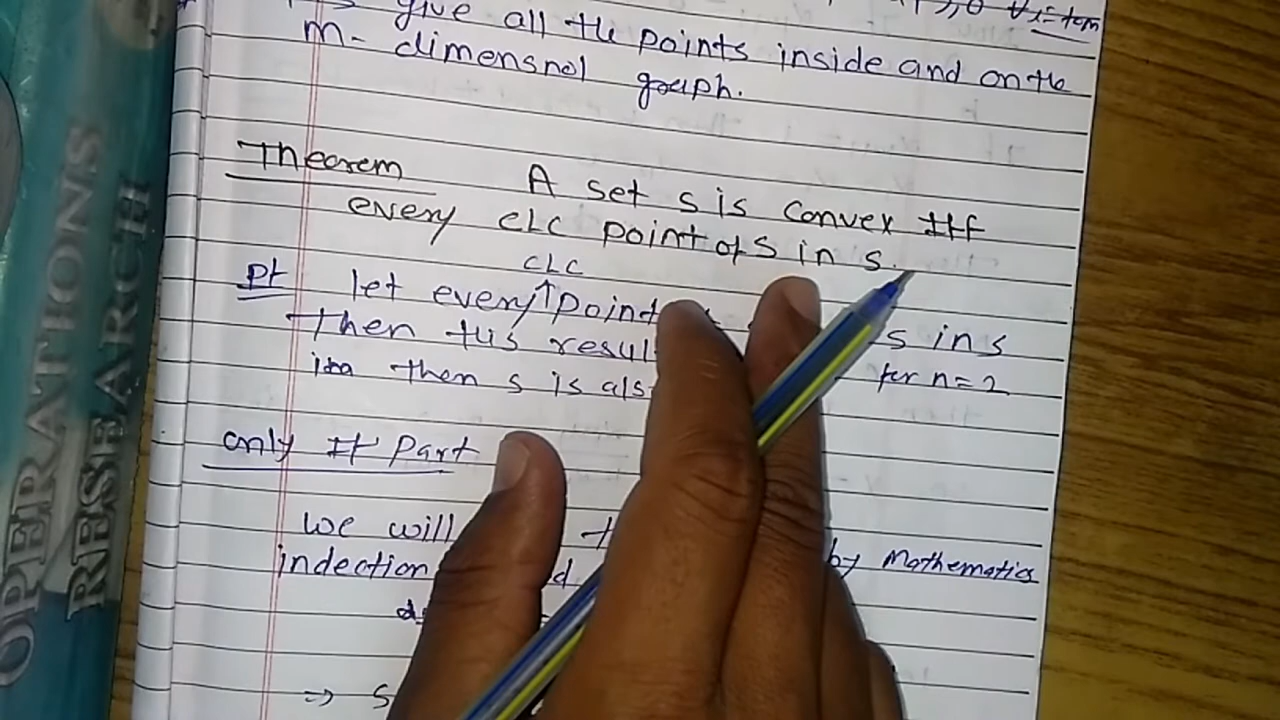 give all the points inside and on the
m- dimensnol graph.
Theorem A set S is convex Iff
every CLC point of S in S.
CLC
Pf let every↑point S in S
Then this resul for n=2
then S is als
only If Part
We will
indection by Mathematics
⇒ S
OPERATIONS
RESEARCH